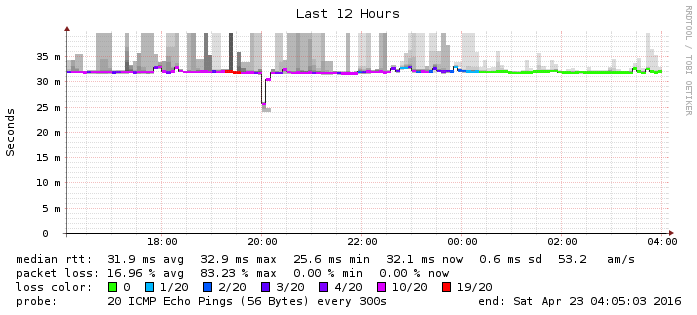 Last 12 Hours
RRDTOOL / TOBI OETIKER
Seconds
35 m
30 m
25 m
20 m
15 m
10 m
5 m
0
18:00 20:00 22:00 00:00 02:00 04:00
median rtt: 31.9 ms avg 32.9 ms max 25.6 ms min 32.1 ms now 0.6 ms sd 53.2 am/s
packet loss: 16.96 % avg 83.23 % max 0.00 % min 0.00 % now
loss color: 0 1/20 2/20 3/20 4/20 10/20 19/20
probe: 20 ICMP Echo Pings (56 Bytes) every 300s end: Sat Apr 23 04:05:03 2016